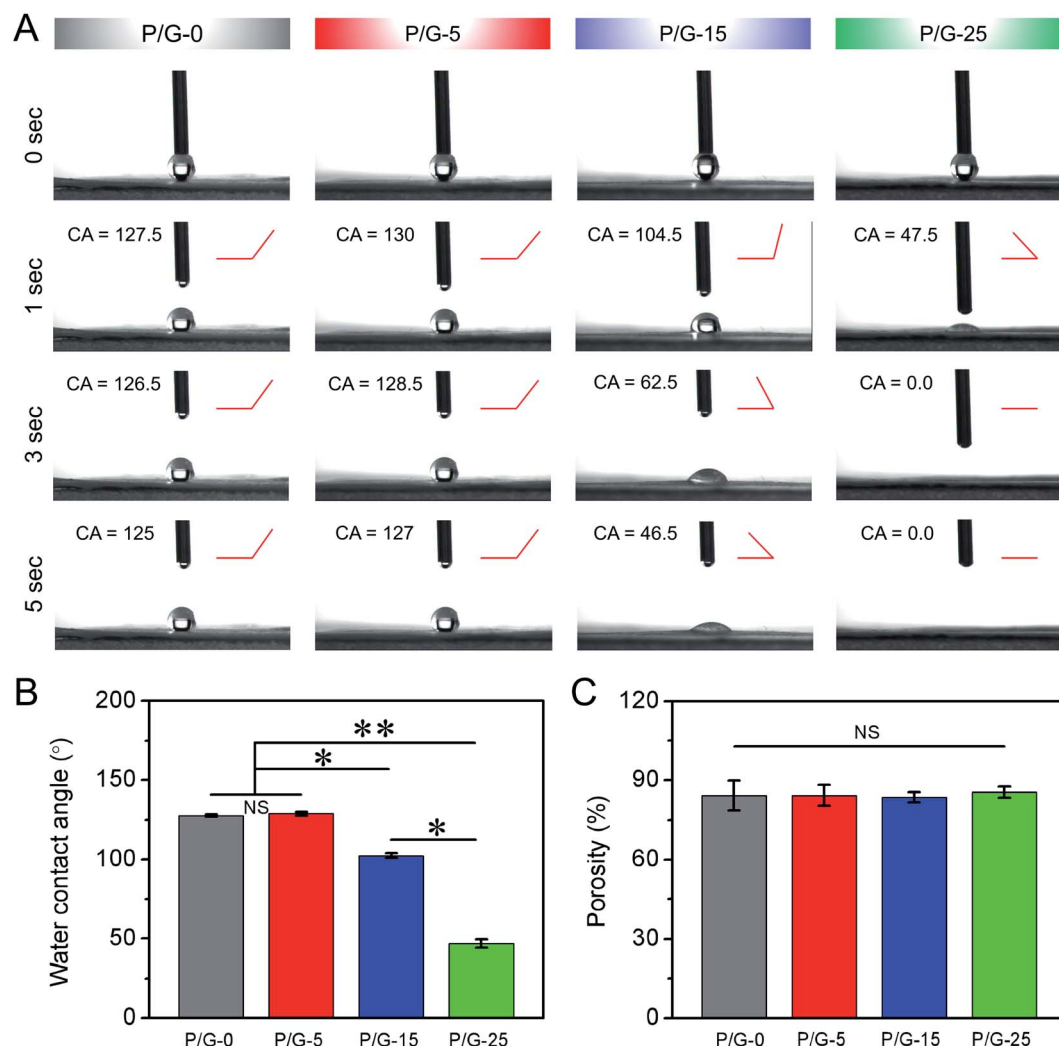 A
P/G-0 P/G-5 P/G-15 P/G-25
0 sec
1 sec
CA = 127.5 CA = 130 CA = 104.5 CA = 47.5
3 sec
CA = 126.5 CA = 128.5 CA = 62.5 CA = 0.0
5 sec
CA = 125 CA = 127 CA = 46.5 CA = 0.0
B
Water contact angle (°)
200
150
100
50
0
**
*
NS
*
P/G-0 P/G-5 P/G-15 P/G-25
C
Porosity (%)
120
90
60
30
0
NS
P/G-0 P/G-5 P/G-15 P/G-25